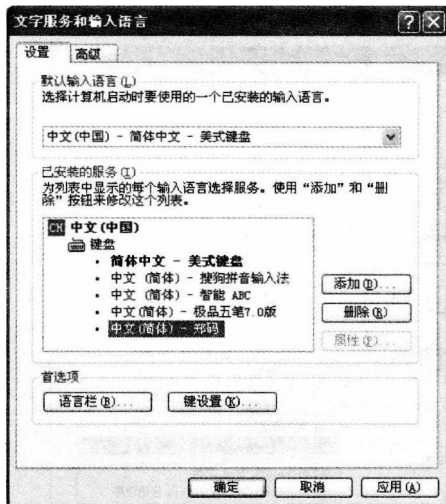 文字服务和输入语言
设置 高级
默认输入语言(L)
选择计算机启动时要使用的一个已安装的输入语言。
中文(中国) - 简体中文 - 美式键盘
已安装的服务(I)
为列表中显示的每个输入语言选择服务。使用“添加”和“删
除”按钮来修改这个列表。
CH 中文(中国)
键盘
· 简体中文 - 美式键盘
· 中文 (简体) - 搜狗拼音输入法
· 中文 (简体) - 智能 ABC
· 中文(简体) - 极品五笔7.0版
· 中文(简体) - 郑码
添加(D)...
删除(R)
属性(P)...
首选项
语言栏(B)... 键设置(K)...
确定 取消 应用(A)